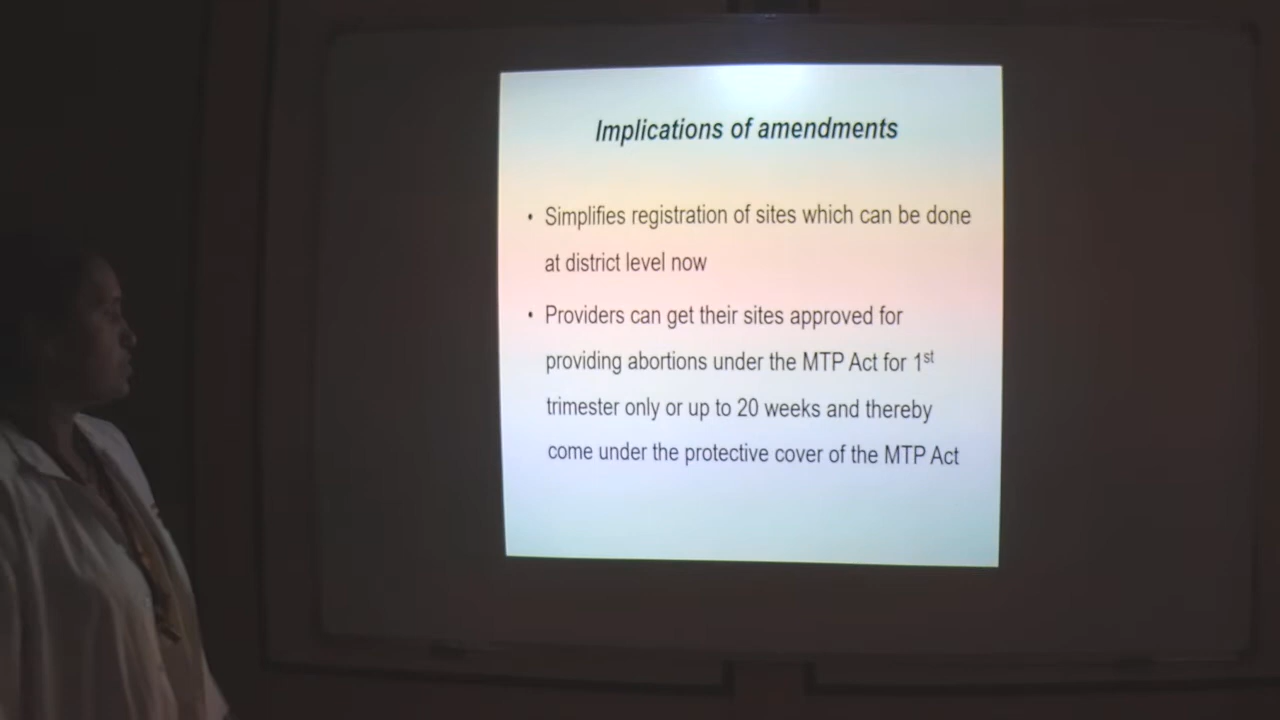 Implications of amendments
• Simplifies registration of sites which can be done
at district level now
• Providers can get their sites approved for
providing abortions under the MTP Act for 1st
trimester only or up to 20 weeks and thereby
come under the protective cover of the MTP Act